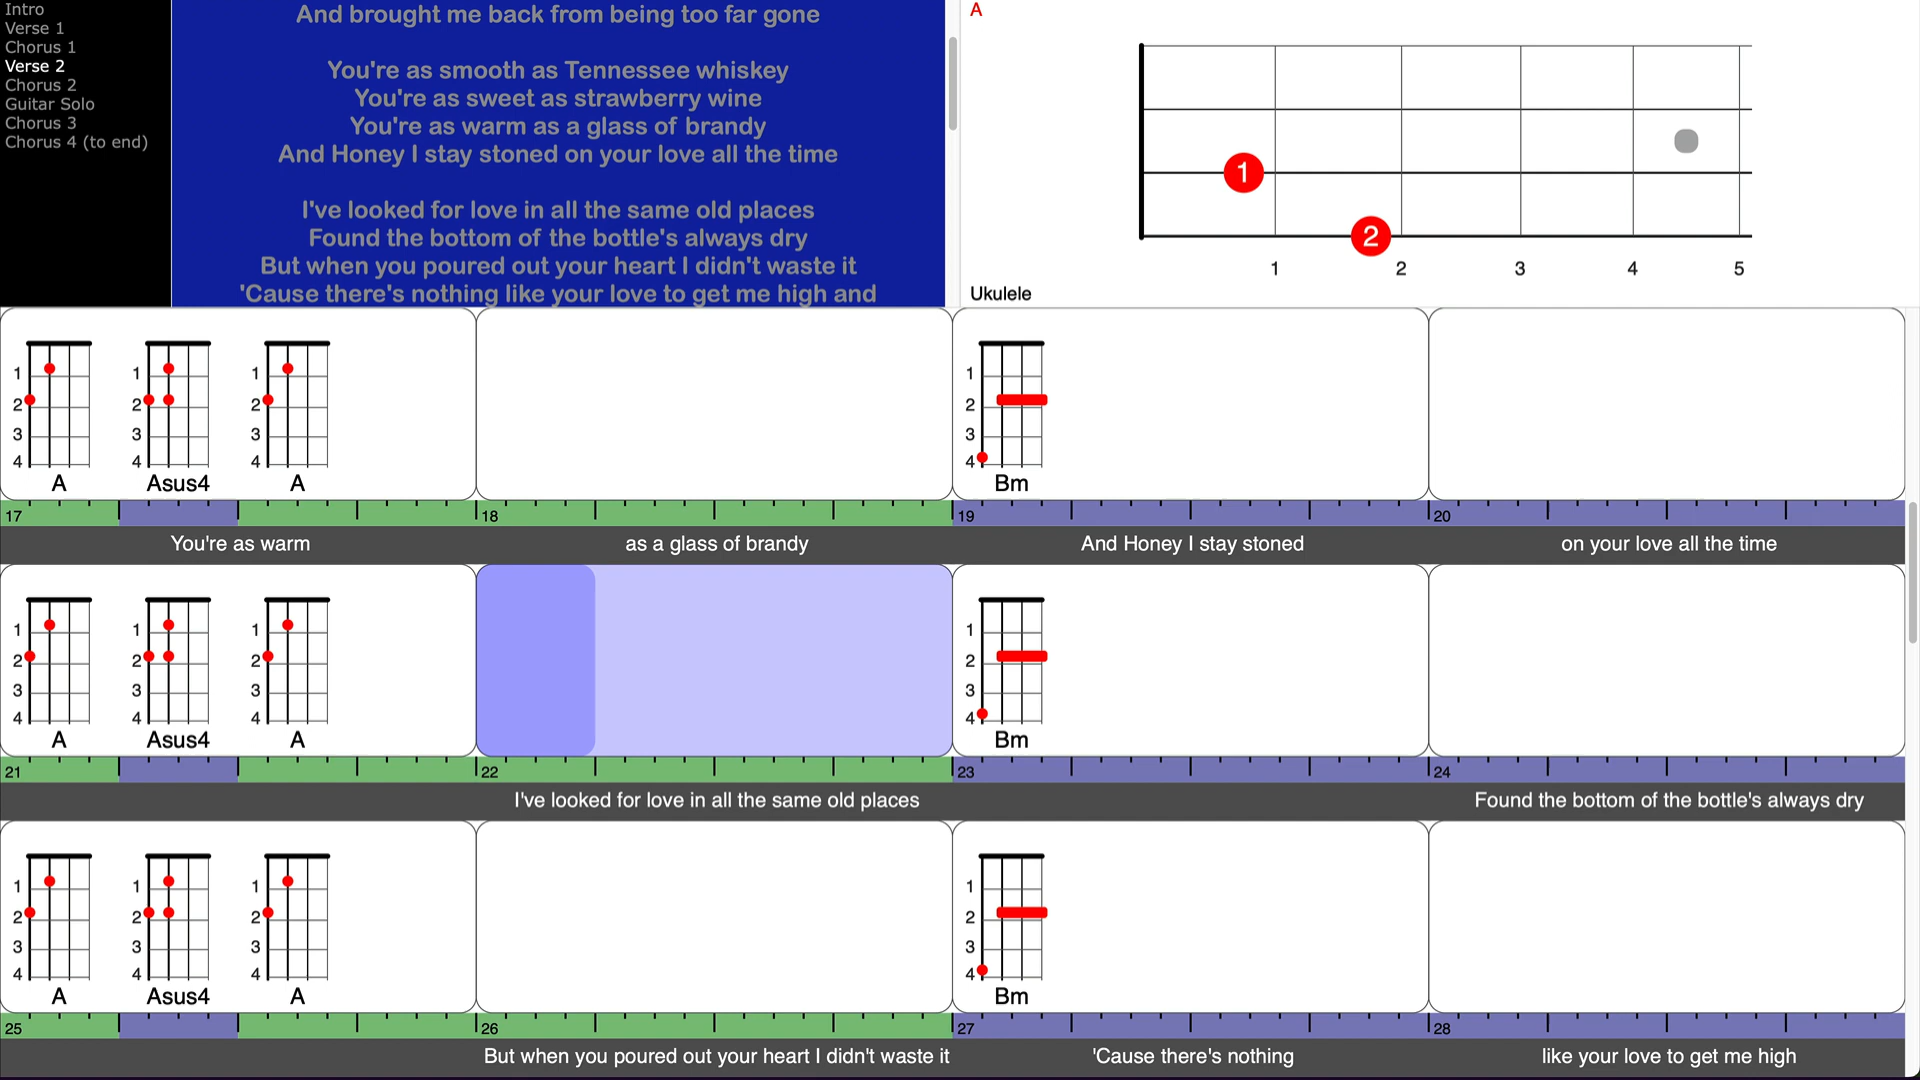 Intro
Verse 1
Chorus 1
Verse 2
Chorus 2
Guitar Solo
Chorus 3
Chorus 4 (to end)
And brought me back from being too far gone
You're as smooth as Tennessee whiskey
You're as sweet as strawberry wine
You're as warm as a glass of brandy
And Honey I stay stoned on your love all the time
I've looked for love in all the same old places
Found the bottom of the bottle's always dry
But when you poured out your heart I didn't waste it
'Cause there's nothing like your love to get me high and
A
1
2
1 2 3 4 5
Ukulele
1 1 1 1
2 2 2 2
3 3 3 3
4 4 4 4
A Asus4 A Bm
17 18 19 20
You're as warm as a glass of brandy And Honey I stay stoned on your love all the time
1 1 1 1
2 2 2 2
3 3 3 3
4 4 4 4
A Asus4 A Bm
21 22 23 24
I've looked for love in all the same old places Found the bottom of the bottle's always dry
1 1 1 1
2 2 2 2
3 3 3 3
4 4 4 4
A Asus4 A Bm
25 26 27 28
But when you poured out your heart I didn't waste it 'Cause there's nothing like your love to get me high